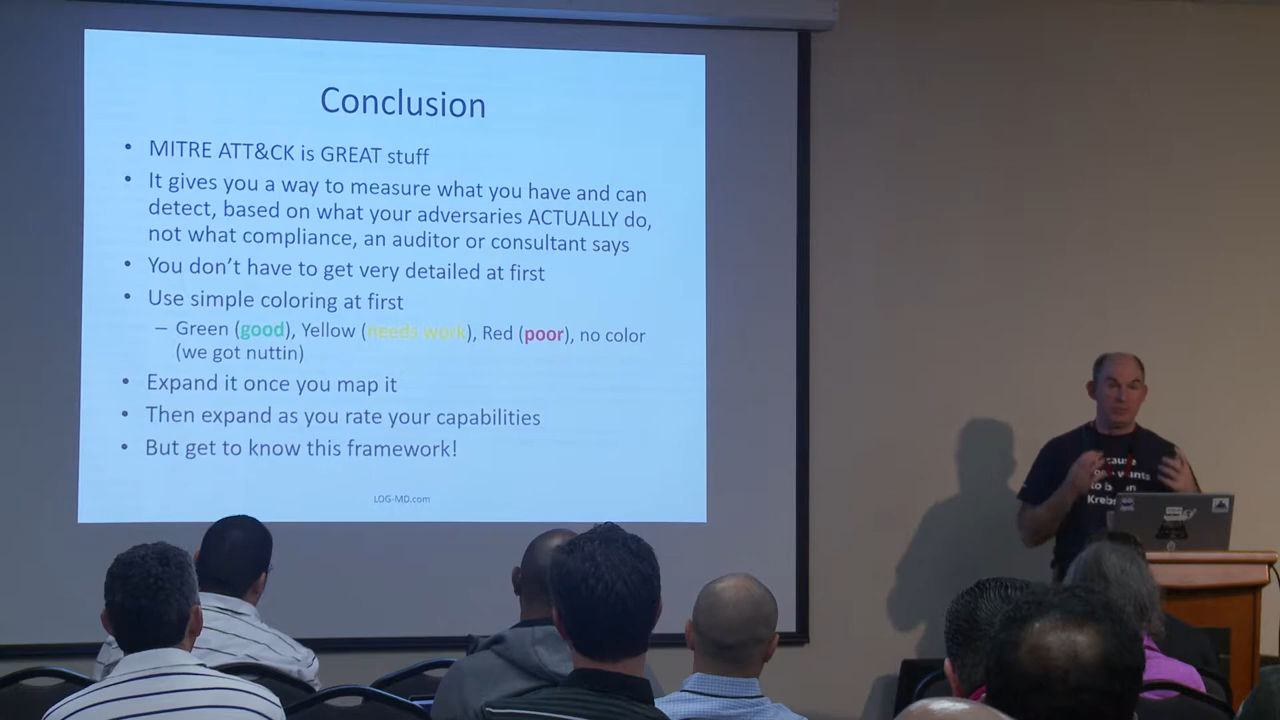 Conclusion
• MITRE ATT&CK is GREAT stuff
• It gives you a way to measure what you have and can
detect, based on what your adversaries ACTUALLY do,
not what compliance, an auditor or consultant says
• You don't have to get very detailed at first
• Use simple coloring at first
– Green (good), Yellow (needs work), Red (poor), no color
(we got nuttin)
• Expand it once you map it
• Then expand as you rate your capabilities
• But get to know this framework!
LOG-MD.com
wants
to
in